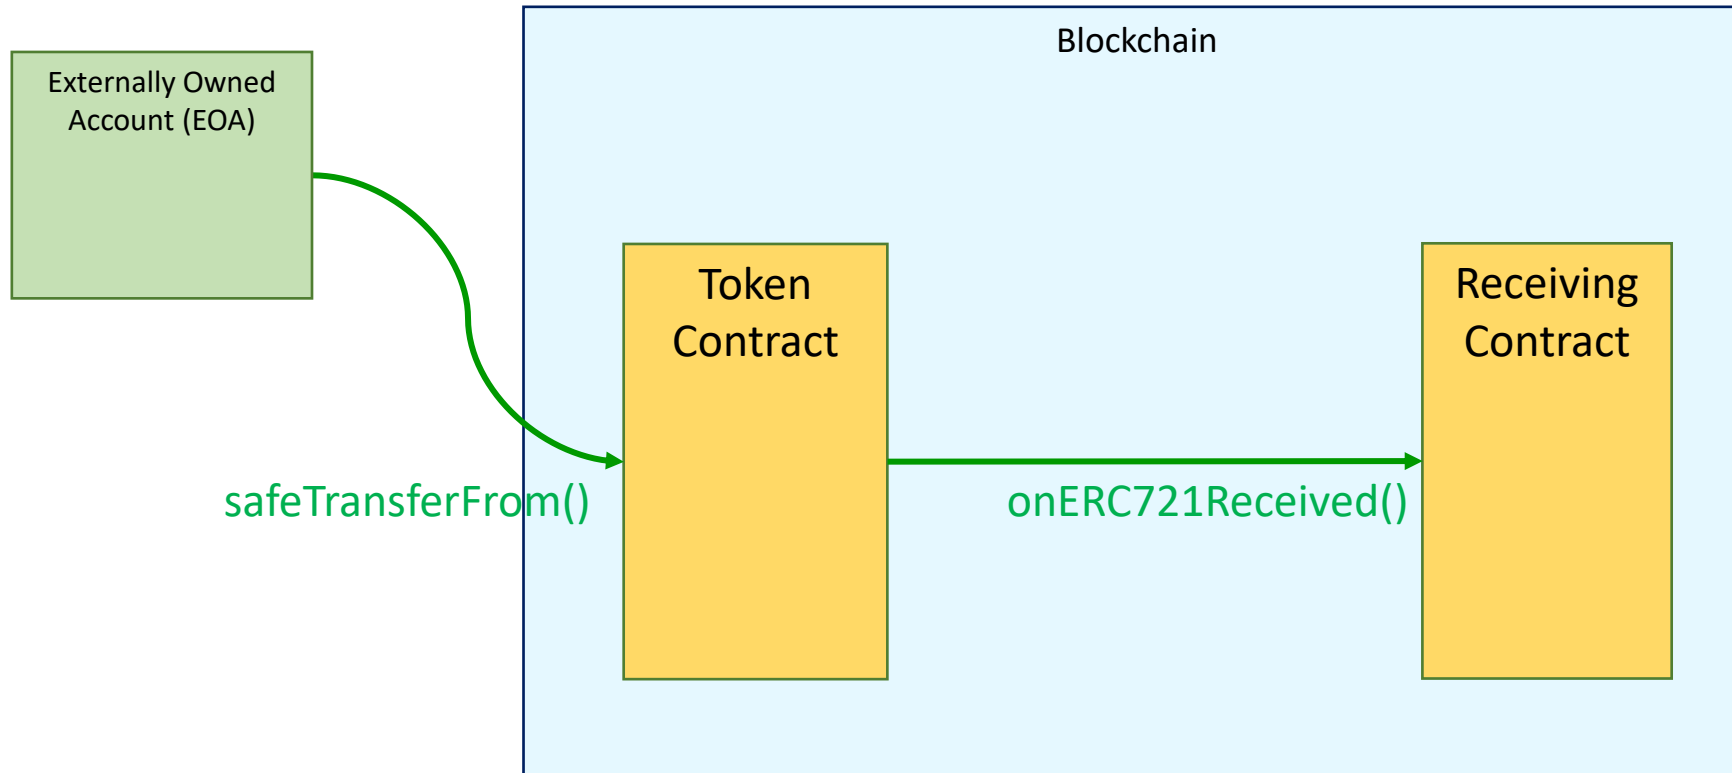 Blockchain
Externally Owned
Account (EOA)
Token
Contract
Receiving
Contract
safeTransferFrom()
onERC721Received()